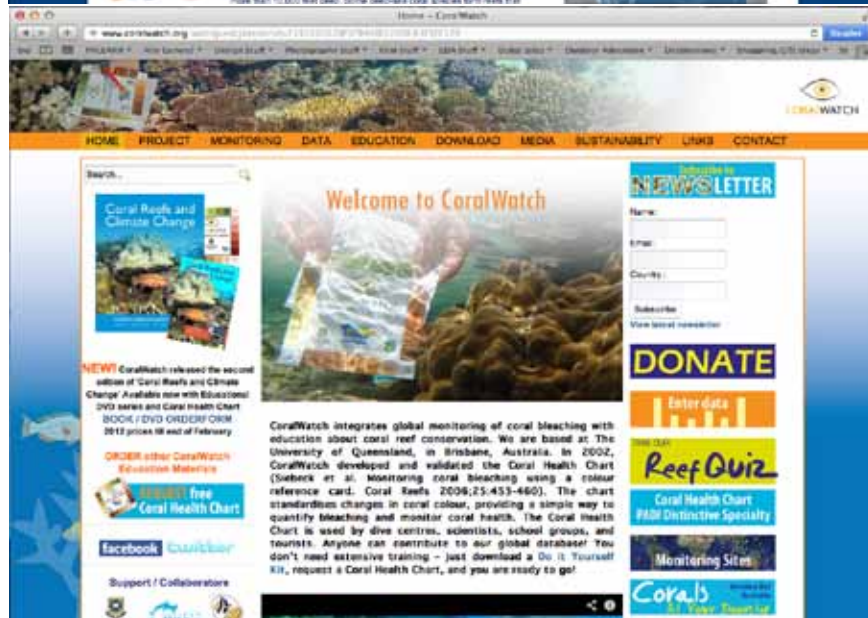 Home – CoralWatch
www.coralwatch.org
Reader
CORALWATCH
HOME PROJECT MONITORING DATA EDUCATION DOWNLOAD MEDIA SUSTAINABILITY LINKS CONTACT
Search...
Coral Reefs and
Climate Change
NEW! CoralWatch released the second
edition of 'Coral Reefs and Climate
Change' Available now with Educational
DVD series and Coral Health Chart
BOOK / DVD ORDERFORM
2012 prices till end of February
ORDER other CoralWatch
Education Materials
REQUEST free
Coral Health Chart
facebook twitter
Support / Collaborators
Welcome to CoralWatch
CoralWatch integrates global monitoring of coral bleaching with
education about coral reef conservation. We are based at The
University of Queensland, in Brisbane, Australia. In 2002,
CoralWatch developed and validated the Coral Health Chart
(Siebeck et al. Monitoring coral bleaching using a colour
reference card. Coral Reefs 2006;25:453-460). The chart
standardises changes in coral colour, providing a simple way to
quantify bleaching and monitor coral health. The Coral Health
Chart is used by dive centres, scientists, school groups, and
tourists. Anyone can contribute to our global database! You
don't need extensive training – just download a Do it Yourself
Kit, request a Coral Health Chart, and you are ready to go!
Subscribe to
NEWSLETTER
Name:
Email:
Country:
Subscribe
View latest newsletter
DONATE
Enter data
Reef Quiz
Coral Health Chart
PADI Distinctive Specialty
Monitoring Sites
Corals
At Your Doorstep